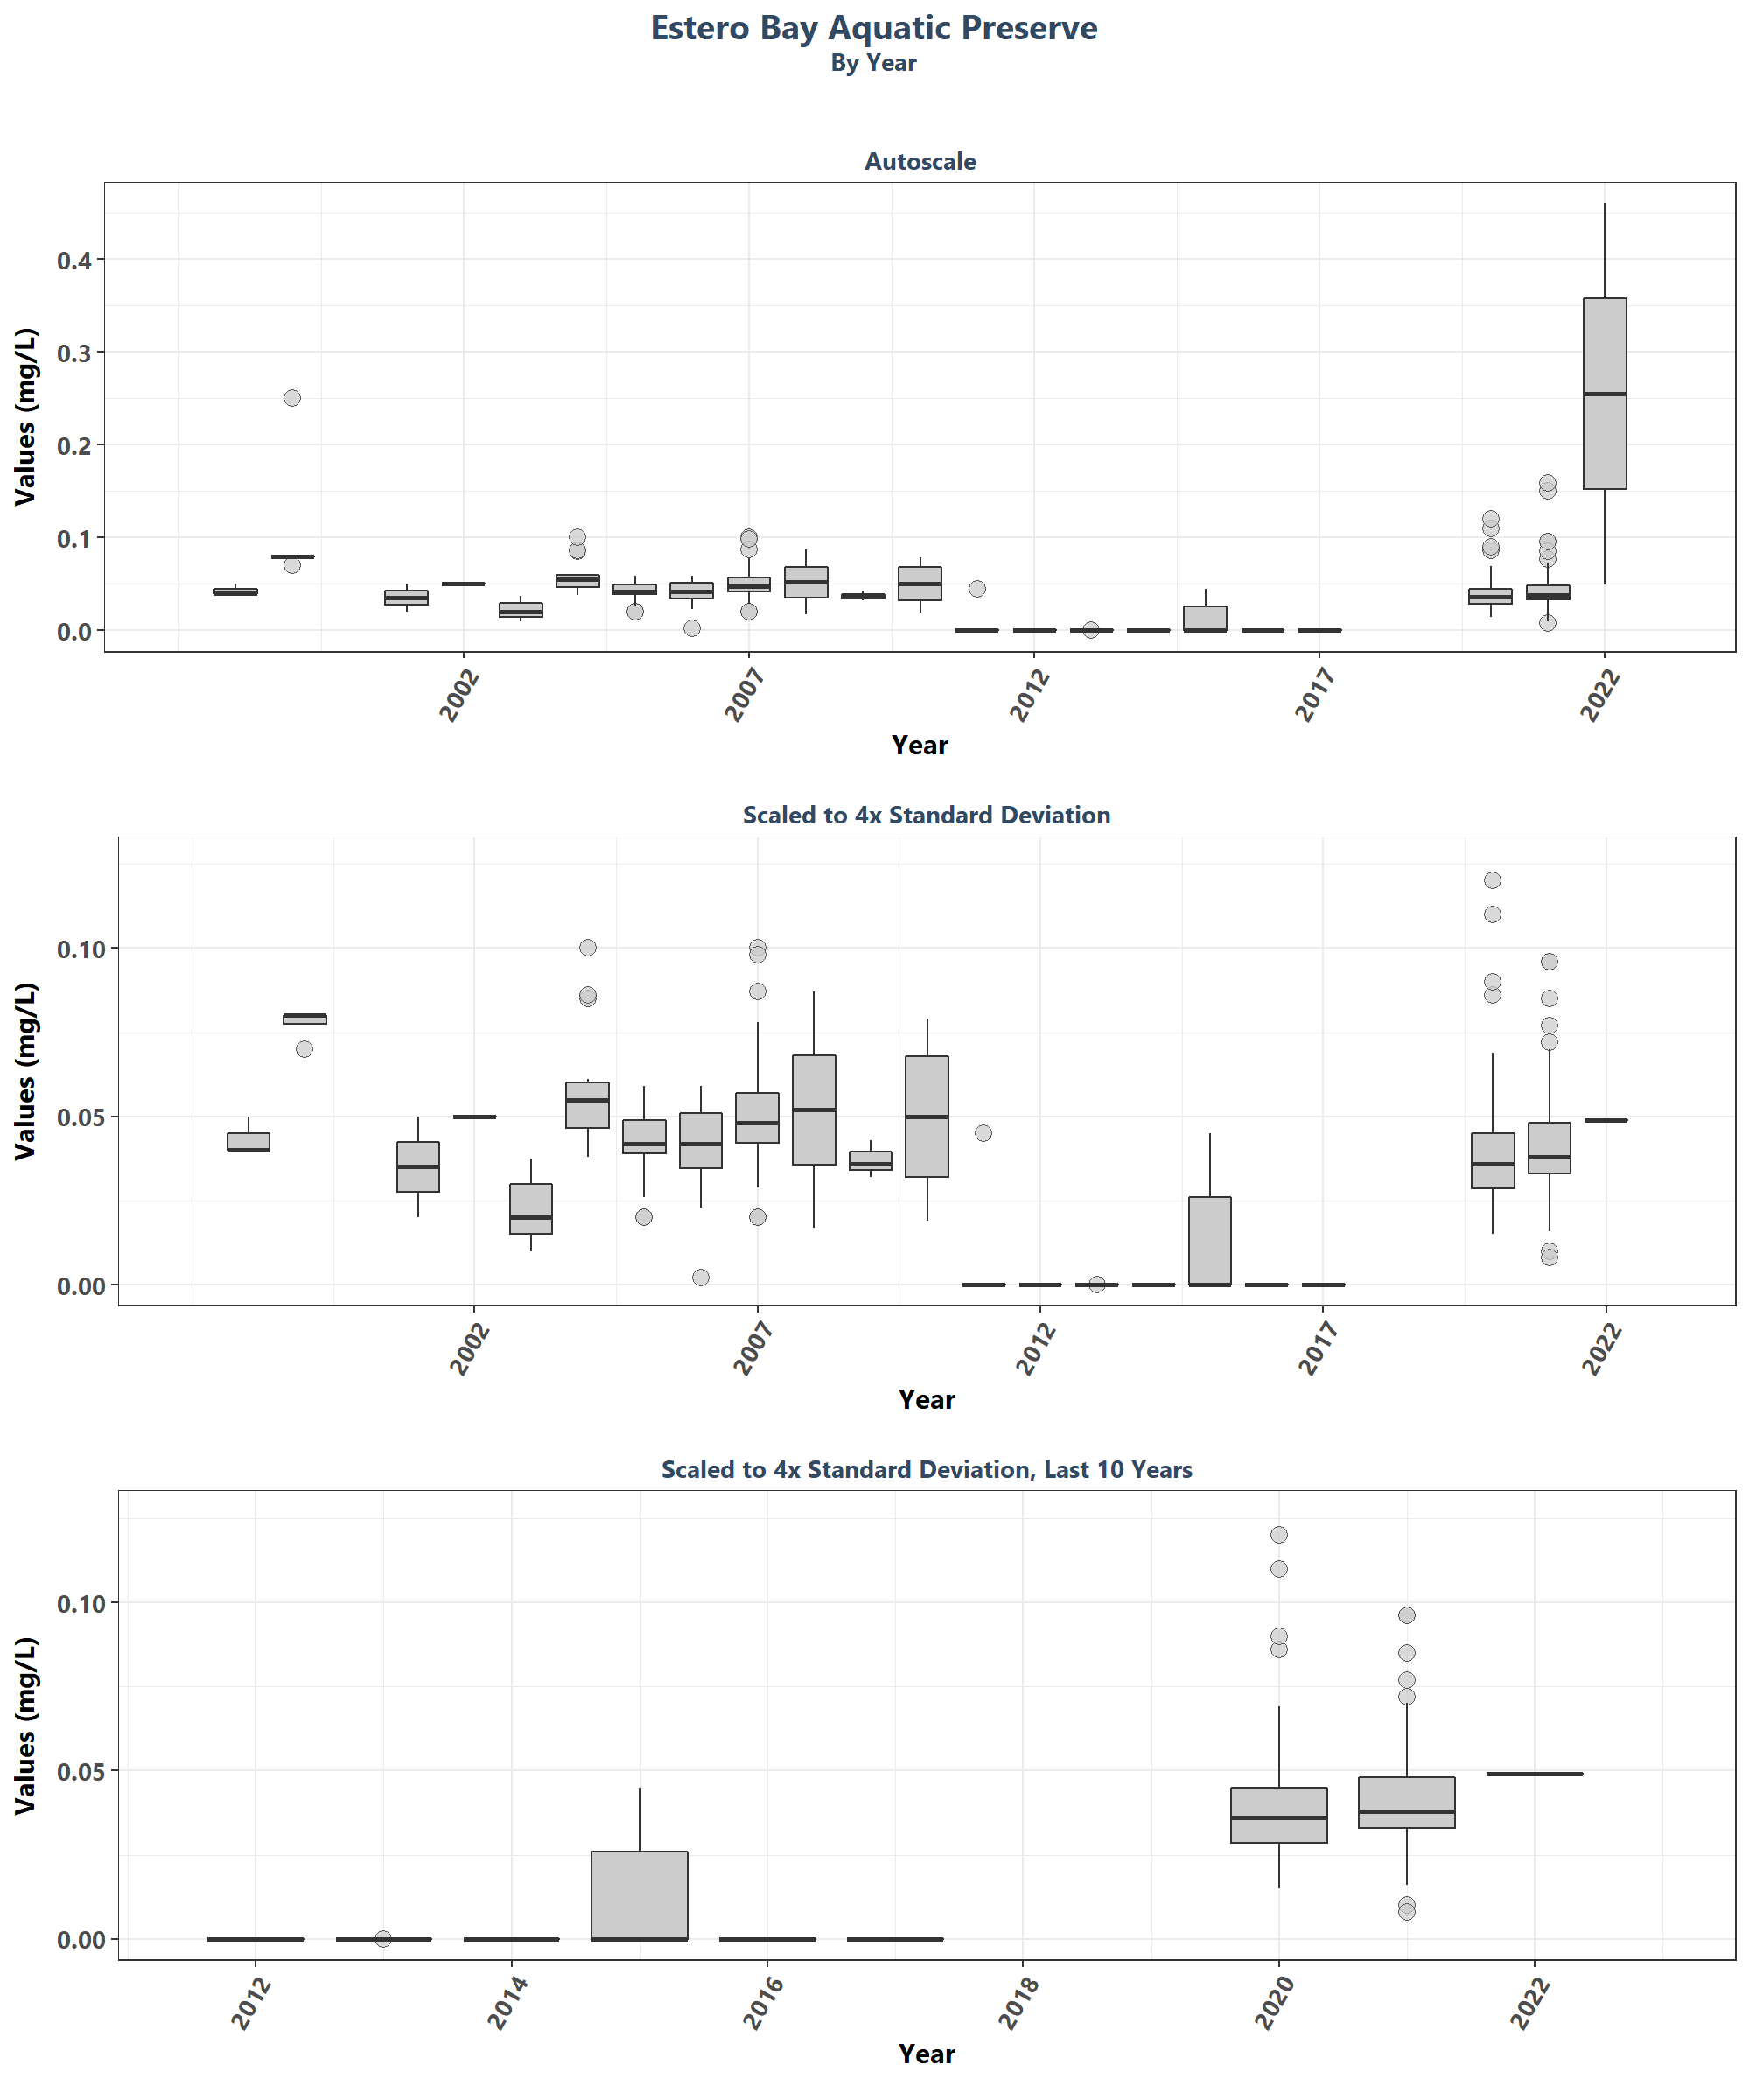 Estero Bay Aquatic Preserve
By Year
Autoscale
Values (mg/L)
0.4
0.3
0.2
0.1
0.0
2002 2007 2012 2017 2022
Year
Scaled to 4x Standard Deviation
Values (mg/L)
0.10
0.05
0.00
2002 2007 2012 2017 2022
Year
Scaled to 4x Standard Deviation, Last 10 Years
Values (mg/L)
0.10
0.05
0.00
2012 2014 2016 2018 2020 2022
Year